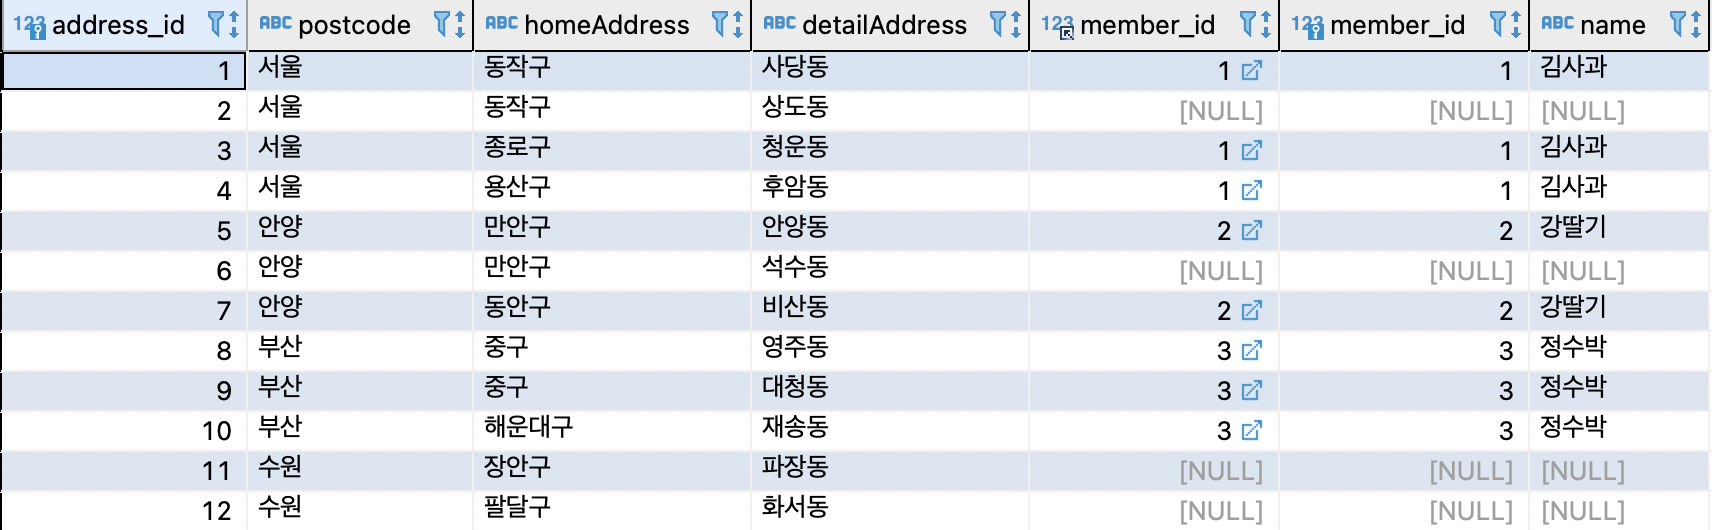 123 address_id ABC postcode ABC homeAddress ABC detailAddress 123 member_id 123 member_id ABC name
1 서울 동작구 사당동 1 1 김사과
2 서울 동작구 상도동 [NULL] [NULL] [NULL]
3 서울 종로구 청운동 1 1 김사과
4 서울 용산구 후암동 1 1 김사과
5 안양 만안구 안양동 2 2 강딸기
6 안양 만안구 석수동 [NULL] [NULL] [NULL]
7 안양 동안구 비산동 2 2 강딸기
8 부산 중구 영주동 3 3 정수박
9 부산 중구 대청동 3 3 정수박
10 부산 해운대구 재송동 3 3 정수박
11 수원 장안구 파장동 [NULL] [NULL] [NULL]
12 수원 팔달구 화서동 [NULL] [NULL] [NULL]